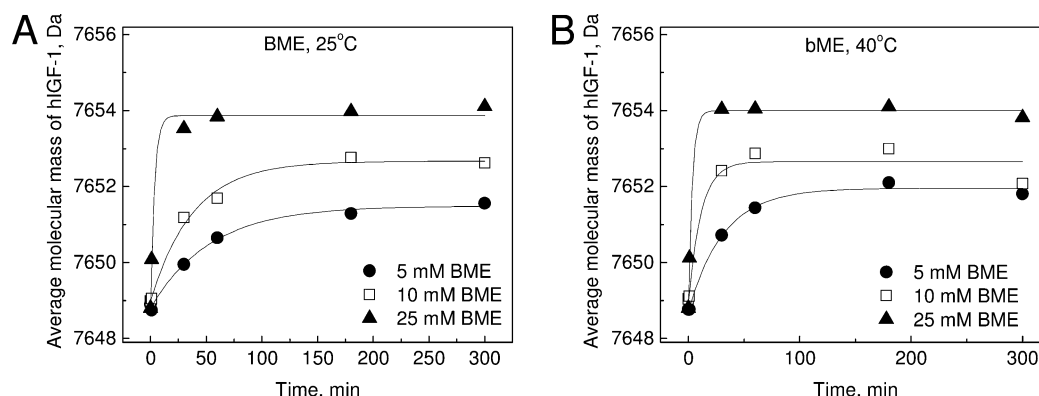 A
BME, 25°C
Average molecular mass of hIGF-1, Da
7656
7654
7652
7650
7648
5 mM BME
10 mM BME
25 mM BME
0 50 100 150 200 250 300
Time, min
B
bME, 40°C
Average molecular mass of hIGF-1, Da
7656
7654
7652
7650
7648
5 mM BME
10 mM BME
25 mM BME
0 100 200 300
Time, min